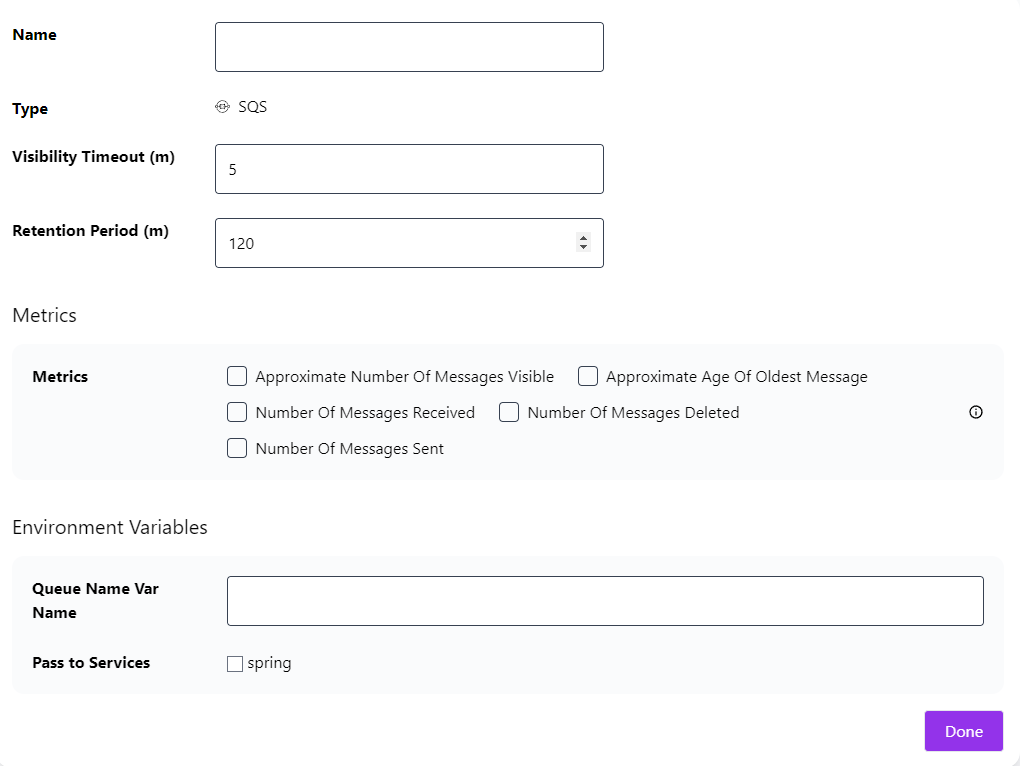 Name
Type
SQS
Visibility Timeout (m)
5
Retention Period (m)
120
Metrics
Metrics
Approximate Number Of Messages Visible
Approximate Age Of Oldest Message
Number Of Messages Received
Number Of Messages Deleted
Number Of Messages Sent
Environment Variables
Queue Name Var
Name
Pass to Services
spring
Done